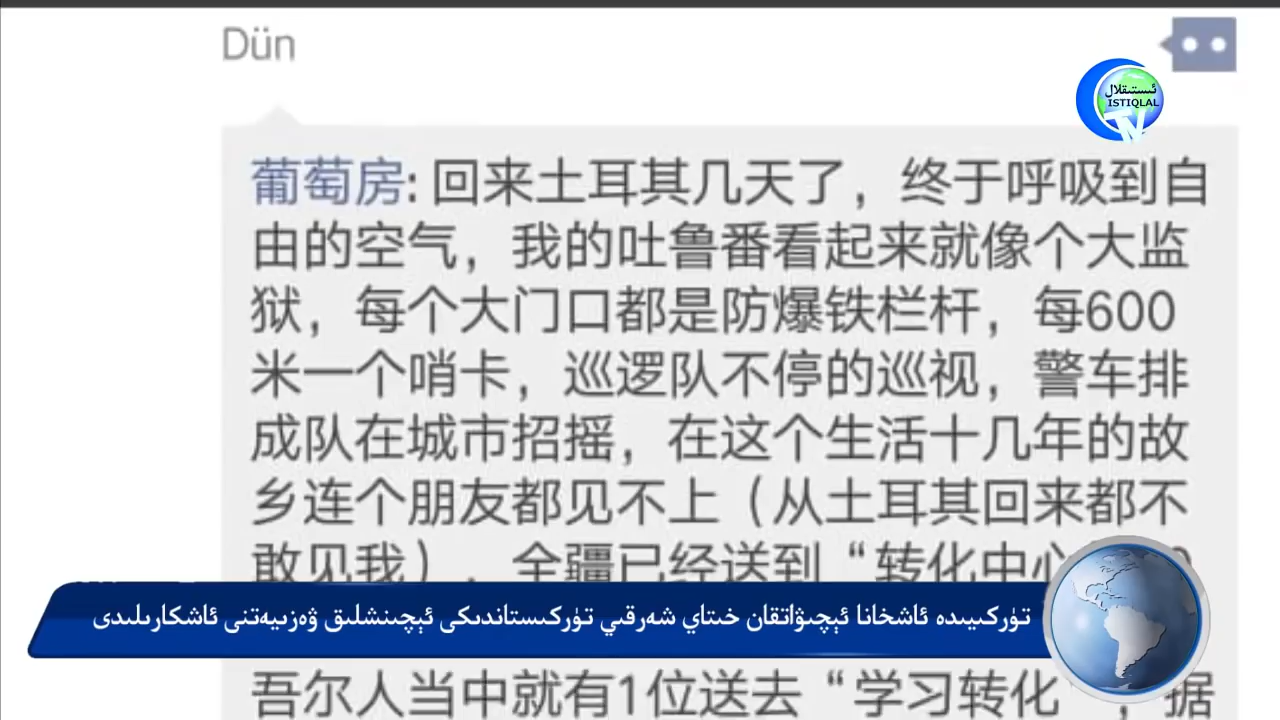 Dün
ئىستىقلال
ISTIQLAL
TV
葡萄房: 回来土耳其几天了，终于呼吸到自
由的空气，我的吐鲁番看起来就像个大监
狱，每个大门口都是防爆铁栏杆，每600
米一个哨卡，巡逻队不停的巡视，警车排
成队在城市招摇，在这个生活十几年的故
乡连个朋友都见不上（从土耳其回来都不
敢见我），全疆已经送到“转化中心
تۈركىيىدە ئاشخانا ئېچىۋاتقان خىتاي شەرقىي تۈركىستاندىكى ئېچىنىشلىق ۋەزىيەتنى ئاشكارىلىدى
吾尔人当中就有1位送去“学习转化”，据